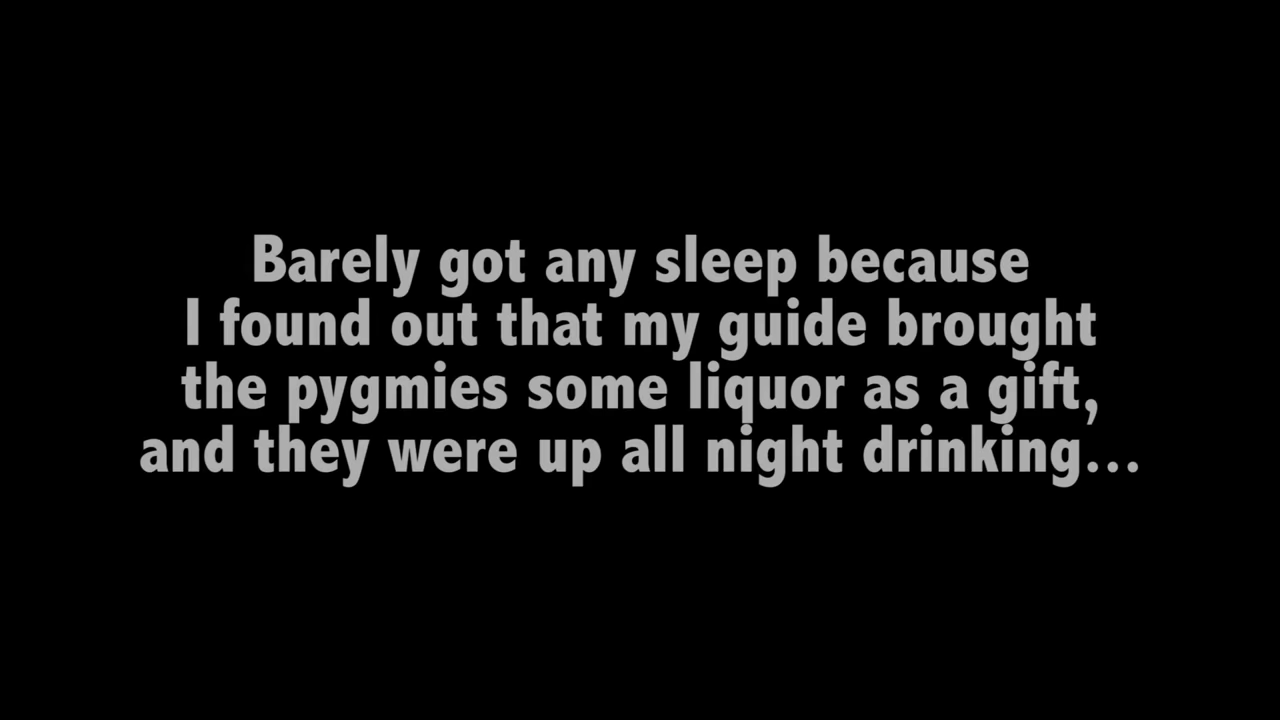 Barely got any sleep because
I found out that my guide brought
the pygmies some liquor as a gift,
and they were up all night drinking...